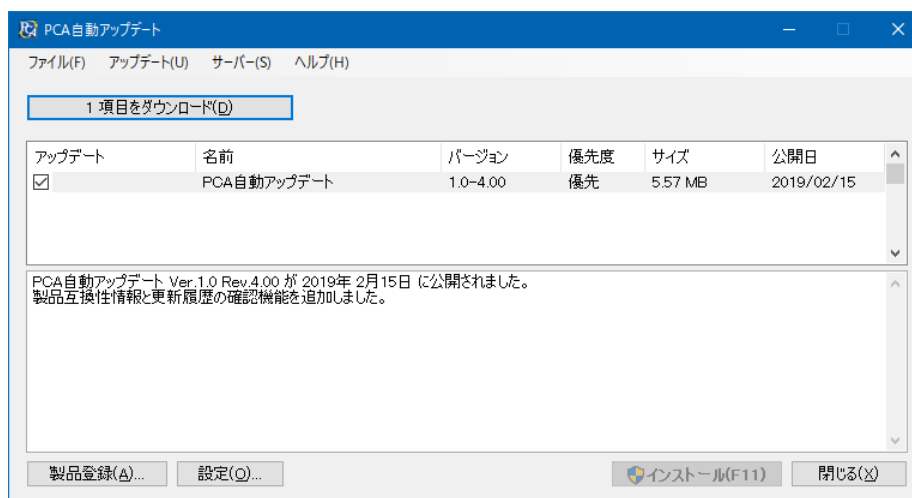 PCA自動アップデート
ファイル(F) アップデート(U) サーバー(S) ヘルプ(H)
1 項目をダウンロード(D)
アップデート 名前 バージョン 優先度 サイズ 公開日
PCA自動アップデート 1.0-4.00 優先 5.57 MB 2019/02/15
PCA自動アップデート Ver.1.0 Rev.4.00 が 2019年 2月15日 に公開されました。
製品互換性情報と更新履歴の確認機能を追加しました。
製品登録(A)... 設定(O)... インストール(F11) 閉じる(X)